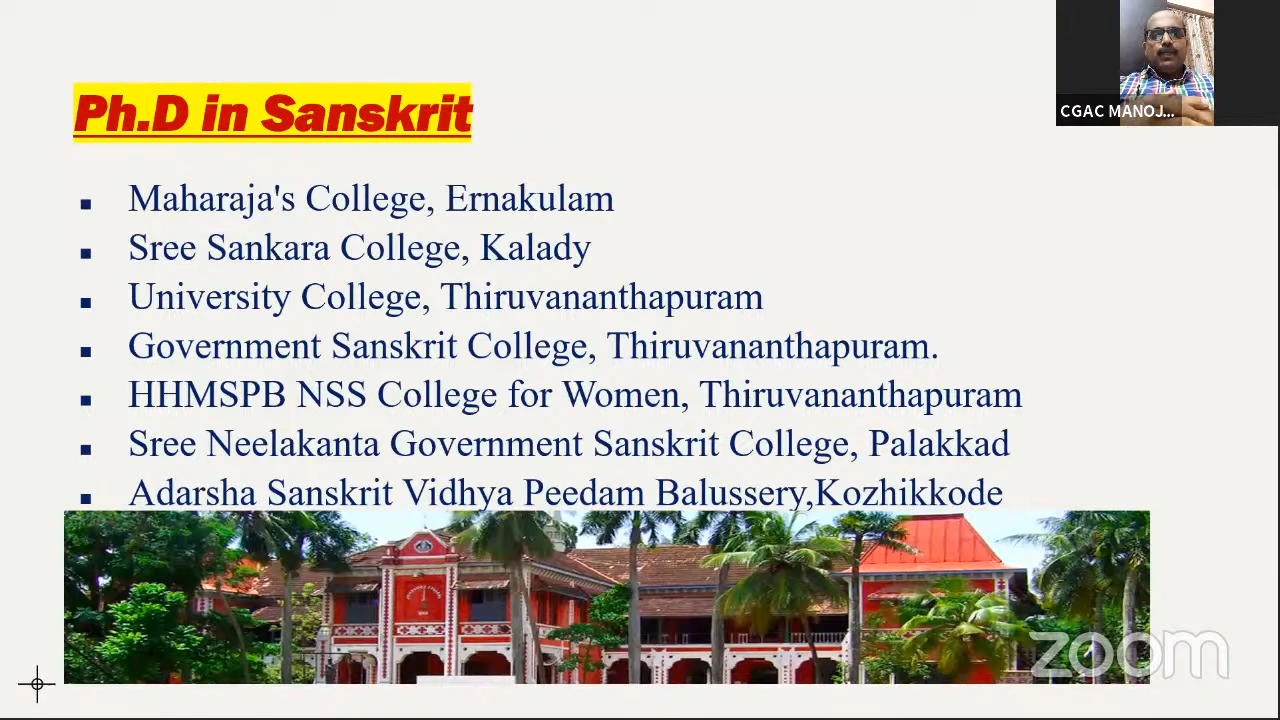 Ph.D in Sanskrit
CGAC MANOJ...
Maharaja's College, Ernakulam
Sree Sankara College, Kalady
University College, Thiruvananthapuram
Government Sanskrit College, Thiruvananthapuram.
HHMSPB NSS College for Women, Thiruvananthapuram
Sree Neelakanta Government Sanskrit College, Palakkad
Adarsha Sanskrit Vidhya Peedam Balussery,Kozhikkode
zoom